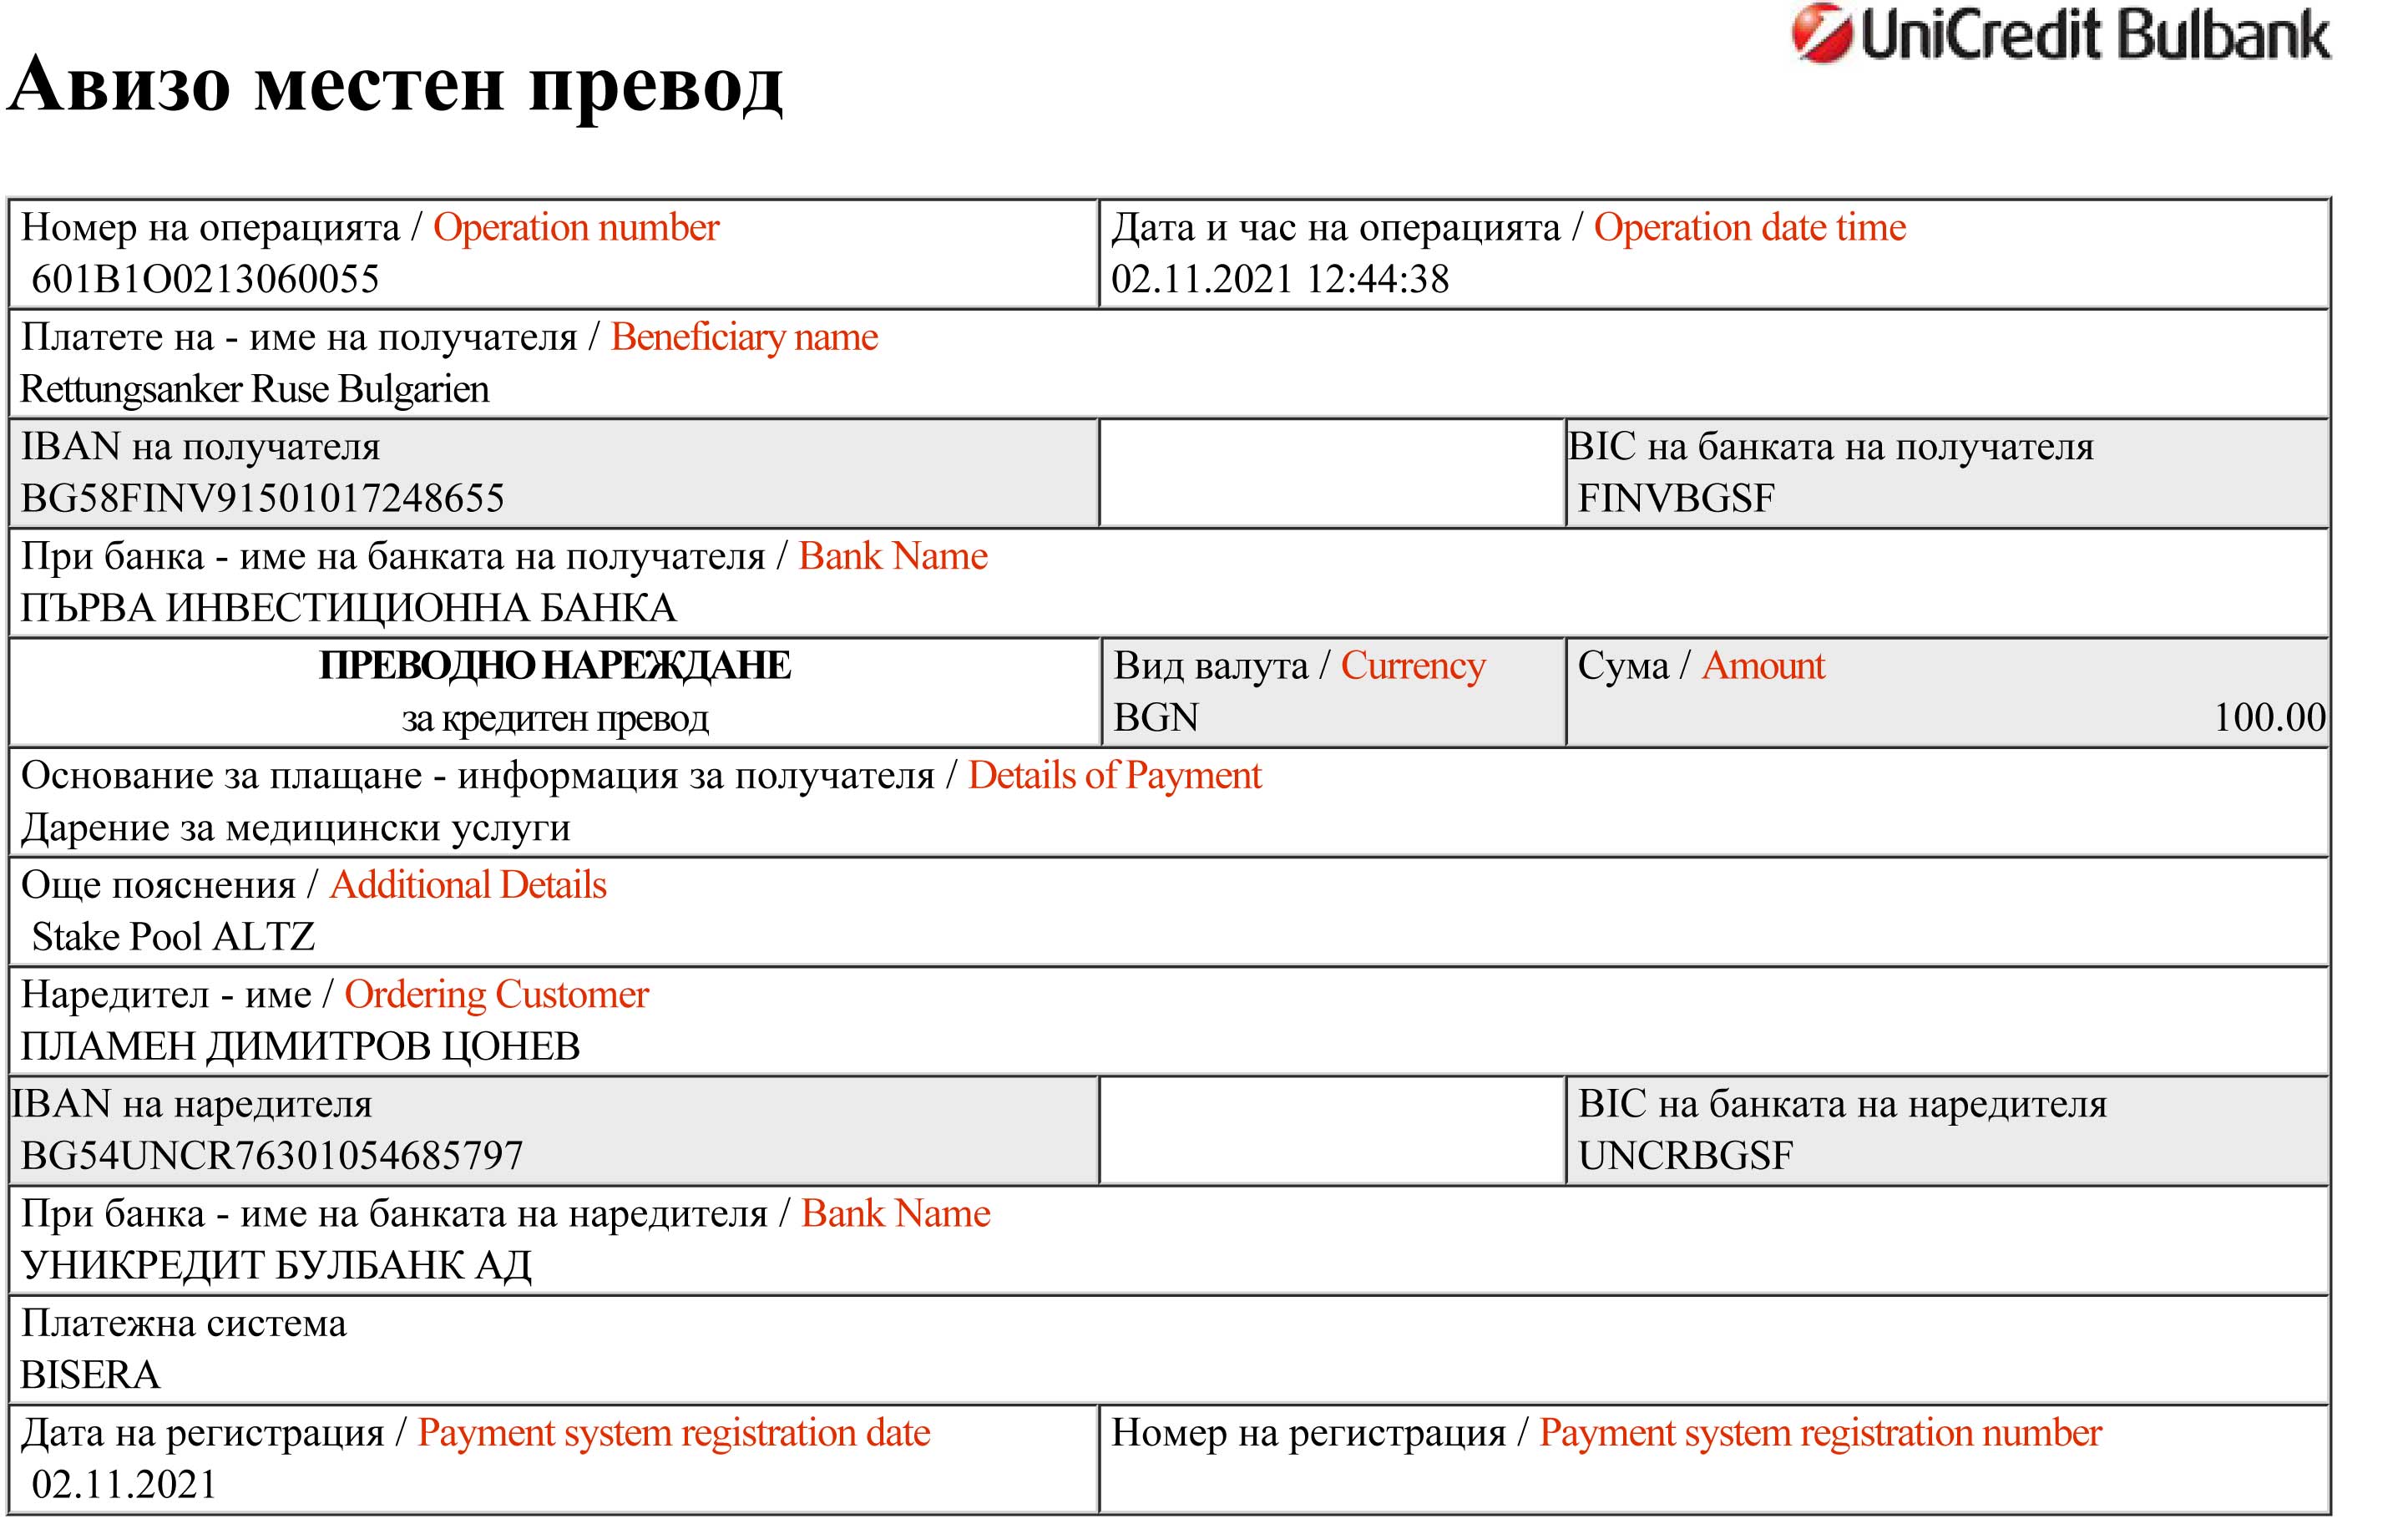 UniCredit Bulbank
Авизо местен превод
Номер на операцията / Operation number
601B1O0213060055
Дата и час на операцията / Operation date time
02.11.2021 12:44:38
Платете на - име на получателя / Beneficiary name
Rettungsanker Ruse Bulgarien
IBAN на получателя
BG58FINV91501017248655
BIC на банката на получателя
FINVBGSF
При банка - име на банката на получателя / Bank Name
ПЪРВА ИНВЕСТИЦИОННА БАНКА
ПРЕВОДНО НАРЕЖДАНЕ
за кредитен превод
Вид валута / Currency
BGN
Сума / Amount
100.00
Основание за плащане - информация за получателя / Details of Payment
Дарение за медицински услуги
Още пояснения / Additional Details
Stake Pool ALTZ
Наредител - име / Ordering Customer
ПЛАМЕН ДИМИТРОВ ЦОНЕВ
IBAN на наредителя
BG54UNCR76301054685797
BIC на банката на наредителя
UNCRBGSF
При банка - име на банката на наредителя / Bank Name
УНИКРЕДИТ БУЛБАНК АД
Платежна система
BISERA
Дата на регистрация / Payment system registration date
02.11.2021
Номер на регистрация / Payment system registration number